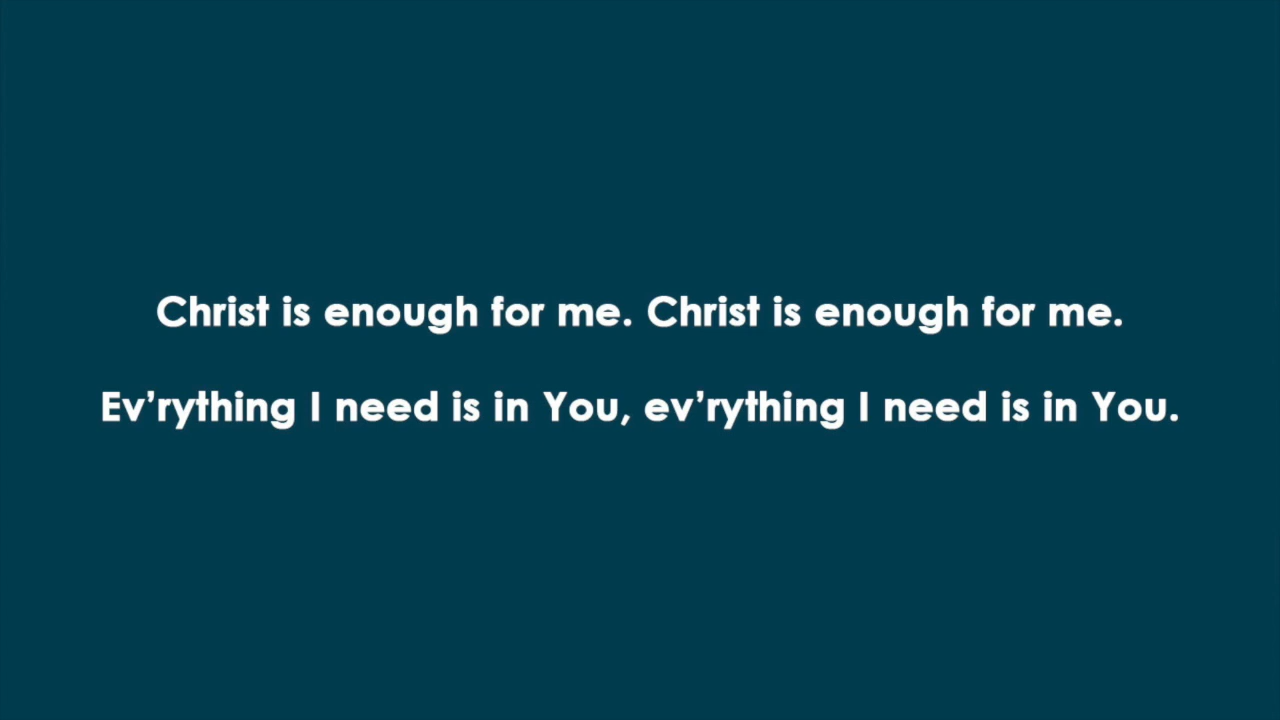 Christ is enough for me. Christ is enough for me.
Ev’rything I need is in You, ev’rything I need is in You.